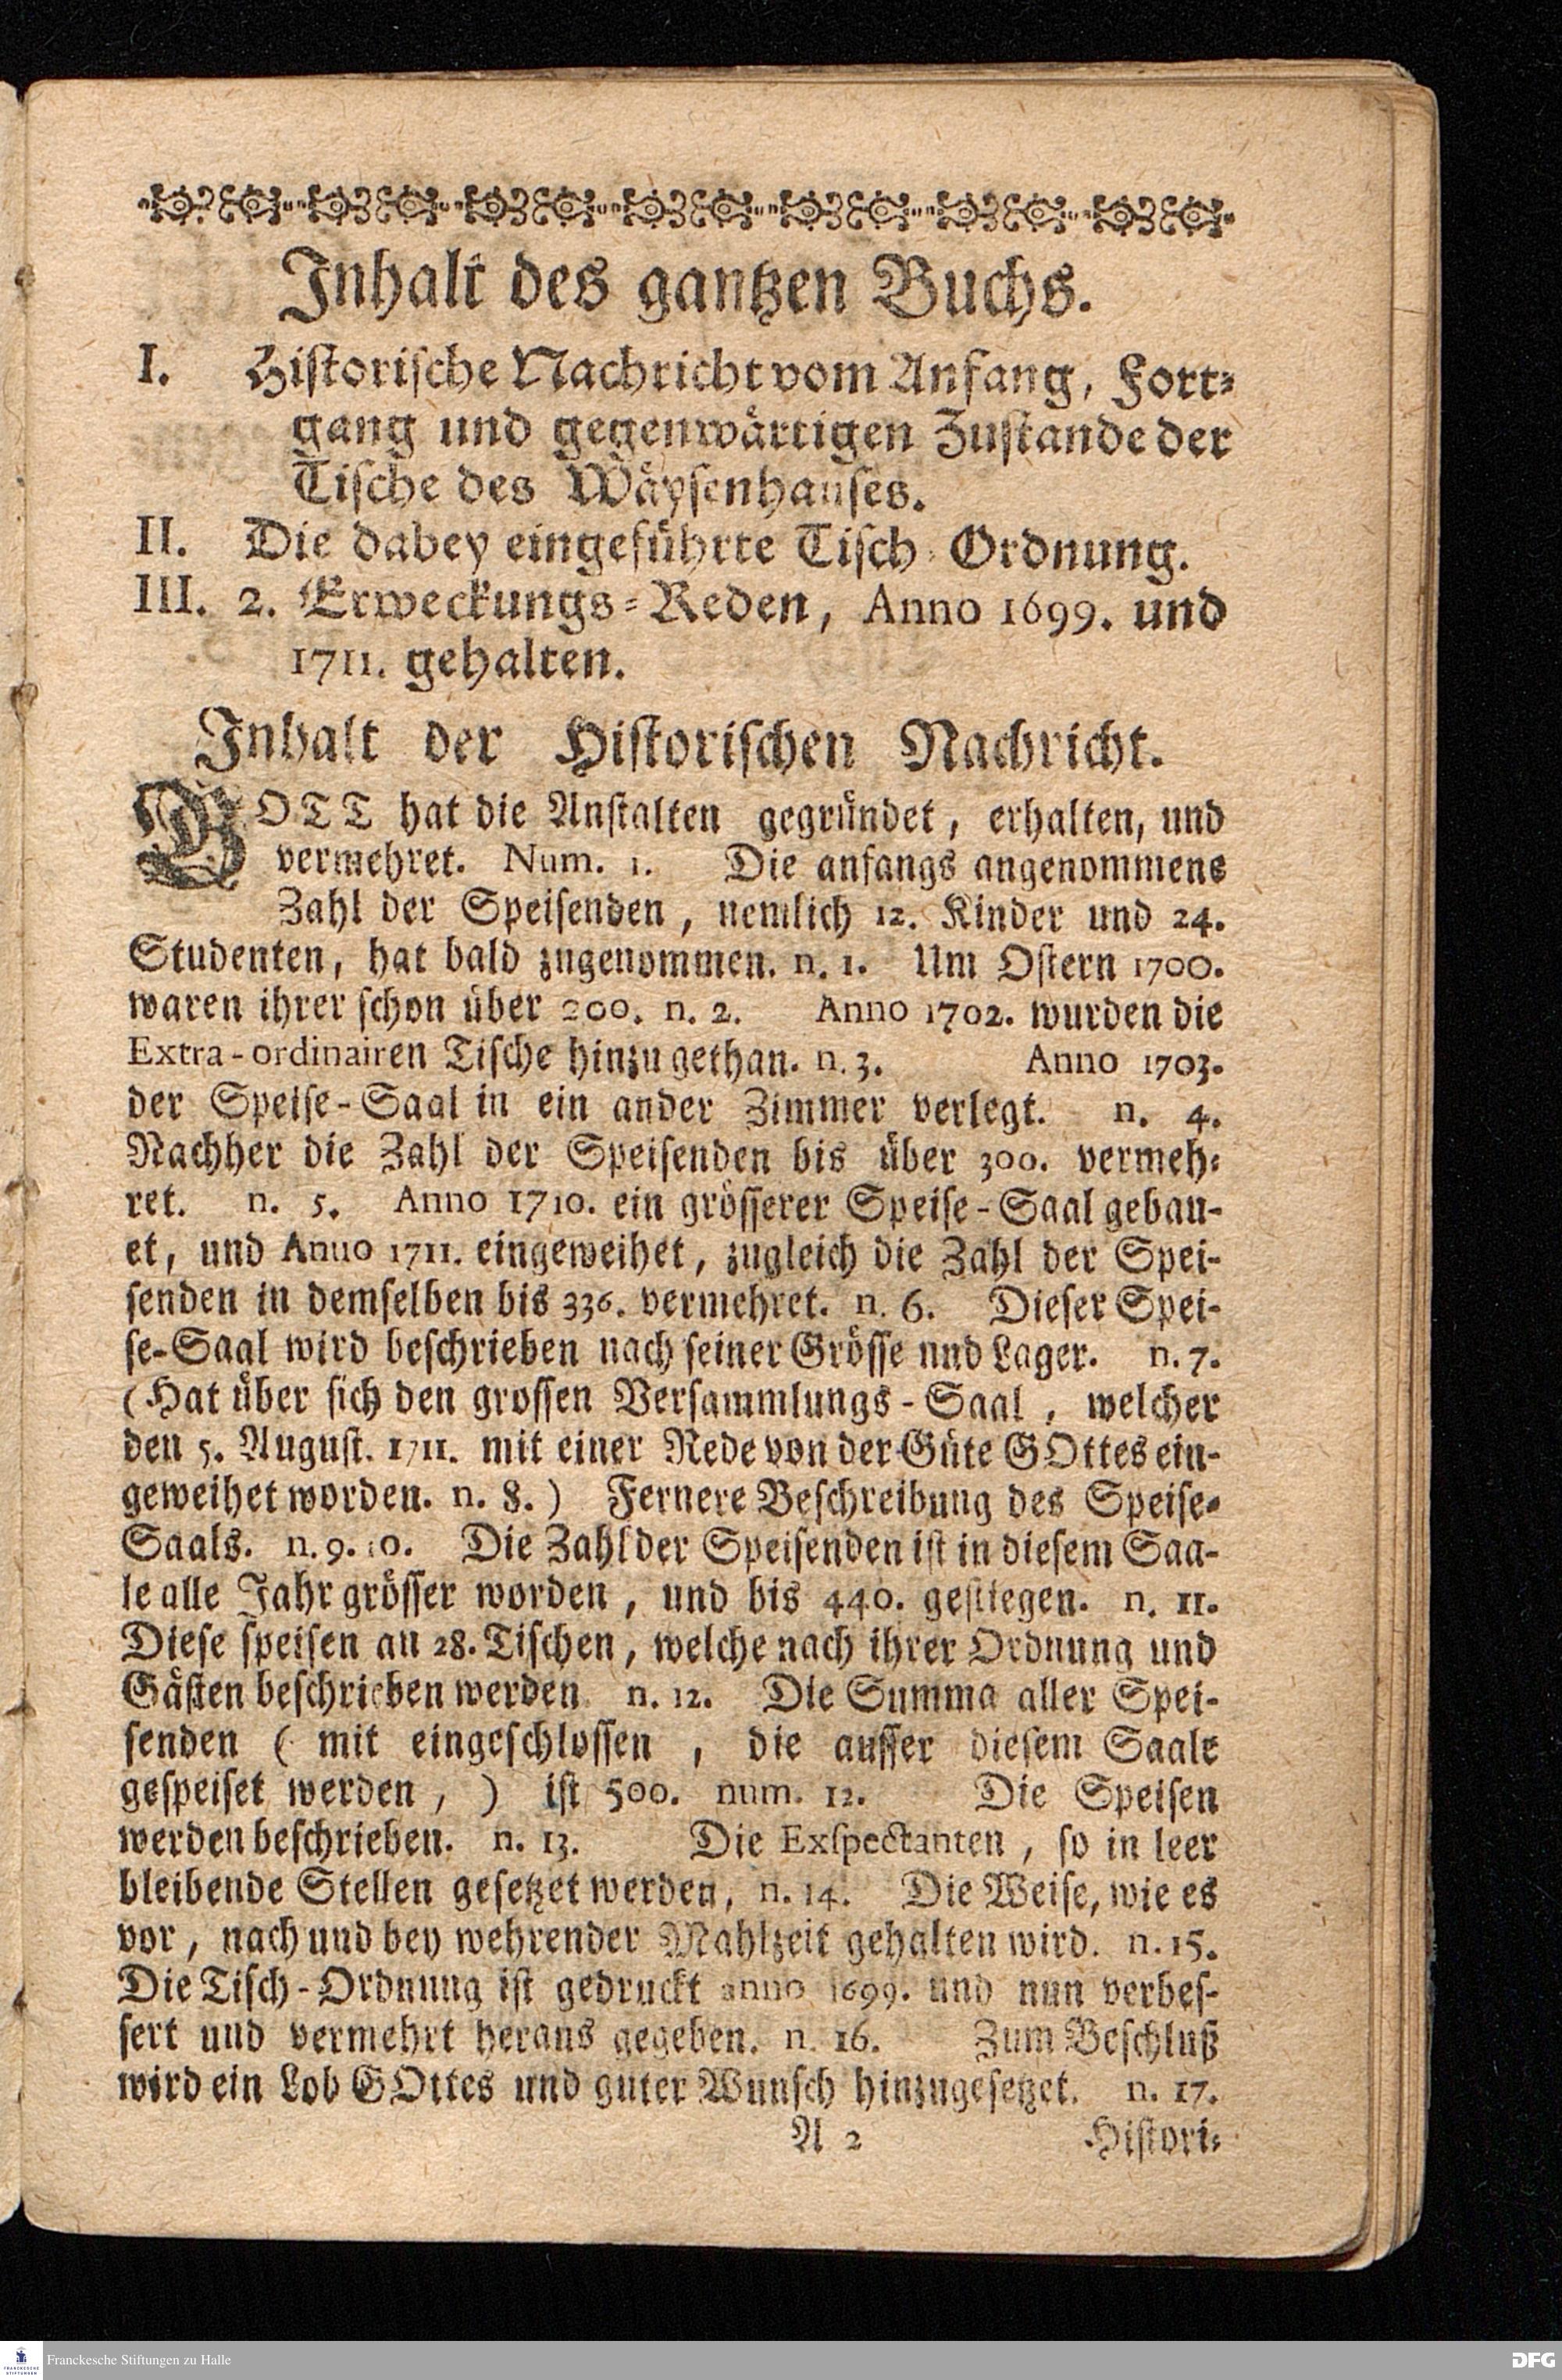 Inhalt des gantzen Buchs.
I. Historische Nachricht vom Anfang, Fort⸗
gang und gegenwärtigen Zustande der
Tische des Wäysenhauses.
II. Die dabey eingeführte Tisch⸗Ordnung.
III. 2. Erweckungs⸗Reden, Anno 1699. und
1711. gehalten.
Inhalt der Historischen Nachricht.
GOTT hat die Anstalten gegründet, erhalten, und
vermehret. Num. 1. Die anfangs angenommene
Zahl der Speisenden, nemlich 12. Kinder und 24.
Studenten, hat bald zugenommen. n. 1. Um Ostern 1700.
waren ihrer schon über 200. n. 2. Anno 1702. wurden die
Extra-ordinairen Tische hinzu gethan. n. 3. Anno 1703.
der Speise-Saal in ein ander Zimmer verlegt. n. 4.
Nachher die Zahl der Speisenden bis über 300. vermeh⸗
ret. n. 5. Anno 1710. ein grösserer Speise-Saal gebau-
et, und Anno 1711. eingeweihet, zugleich die Zahl der Spei-
senden in demselben bis 336. vermehret. n. 6. Dieser Spei-
se-Saal wird beschrieben nach seiner Grösse und Lager. n. 7.
(Hat über sich den grossen Versammlungs-Saal, welcher
den 5. August. 1711. mit einer Rede von der Güte GOttes ein-
geweihet worden. n. 8.) Fernere Beschreibung des Speise⸗
Saals. n. 9. 10. Die Zahl der Speisenden ist in diesem Saa-
le alle Jahr grösser worden, und bis 440. gestiegen. n. 11.
Diese speisen an 28. Tischen, welche nach ihrer Ordnung und
Gästen beschrieben werden n. 12. Die Summa aller Spei-
senden ( mit eingeschlossen , die ausser diesem Saale
gespeiset werden, ) ist 500. num. 12. Die Speisen
werden beschrieben. n. 13. Die Exspectanten, so in leer
bleibende Stellen gesetzet werden, n. 14. Die Weise, wie es
vor, nach und bey wehrender Mahlzeit gehalten wird. n. 15.
Die Tisch-Ordnung ist gedruckt anno 1699. und nun verbes-
sert und vermehrt heraus gegeben. n. 16. Zum Beschluß
wird ein Lob GOttes und guter Wunsch hinzugesetzet. n. 17.
A 2 Histori⸗
Franckesche Stiftungen zu Halle
DFG